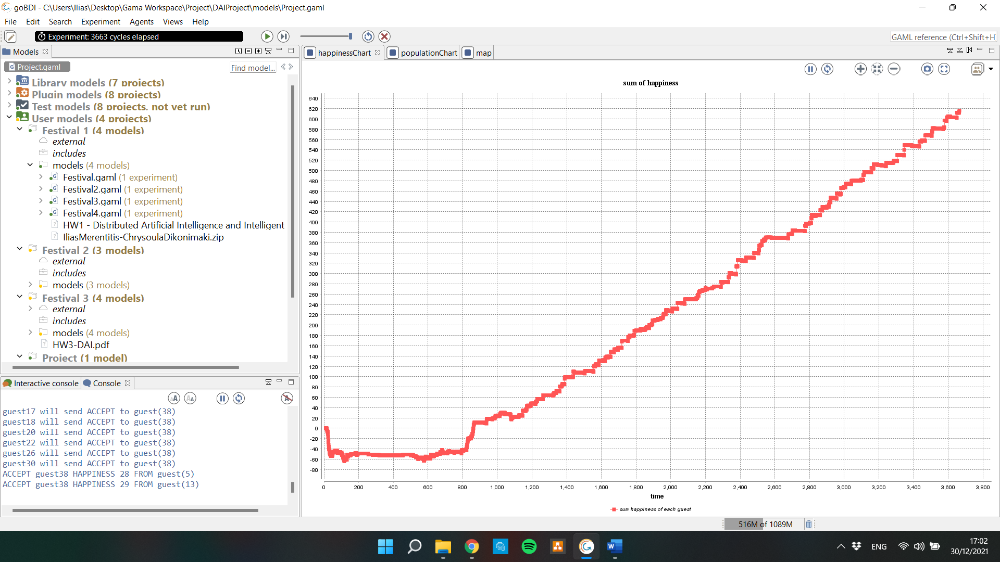 goBDI - C:\Users\Ilias\Desktop\Gama Workspace\Project\DAIProject\models\Project.gaml
File Edit Search Experiment Agents Views Help
Experiment: 3663 cycles elapsed
GAML reference (Ctrl+Shift+H
Models
Project.gaml
Find model...
Library models (7 projects)
Plugin models (8 projects)
Test models (8 projects, not yet run)
User models (4 projects)
Festival 1 (4 models)
external
includes
models (4 models)
Festival.gaml (1 experiment)
Festival2.gaml (1 experiment)
Festival3.gaml (1 experiment)
Festival4.gaml (1 experiment)
HW1 - Distributed Artificial Intelligence and Intelligent
IliasMerentitis-ChrysoulaDikonimaki.zip
Festival 2 (3 models)
external
includes
models (3 models)
Festival 3 (4 models)
external
includes
models (4 models)
HW3-DAI.pdf
Project (1 model)
Interactive console Console
guest17 will send ACCEPT to guest(38)
guest18 will send ACCEPT to guest(38)
guest20 will send ACCEPT to guest(38)
guest22 will send ACCEPT to guest(38)
guest26 will send ACCEPT to guest(38)
guest30 will send ACCEPT to guest(38)
ACCEPT guest38 HAPPINESS 28 FROM guest(5)
ACCEPT guest38 HAPPINESS 29 FROM guest(13)
happinessChart populationChart map
sum of happiness
640
620
600
580
560
540
520
500
480
460
440
420
400
380
360
340
320
300
280
260
240
220
200
180
160
140
120
100
80
60
40
20
0
-20
-40
-60
-80
0 200 400 600 800 1,000 1,200 1,400 1,600 1,800 2,000 2,200 2,400 2,600 2,800 3,000 3,200 3,400 3,600 3,800
time
sum happiness of each guest
516M of 1089M
ENG
17:02
30/12/2021